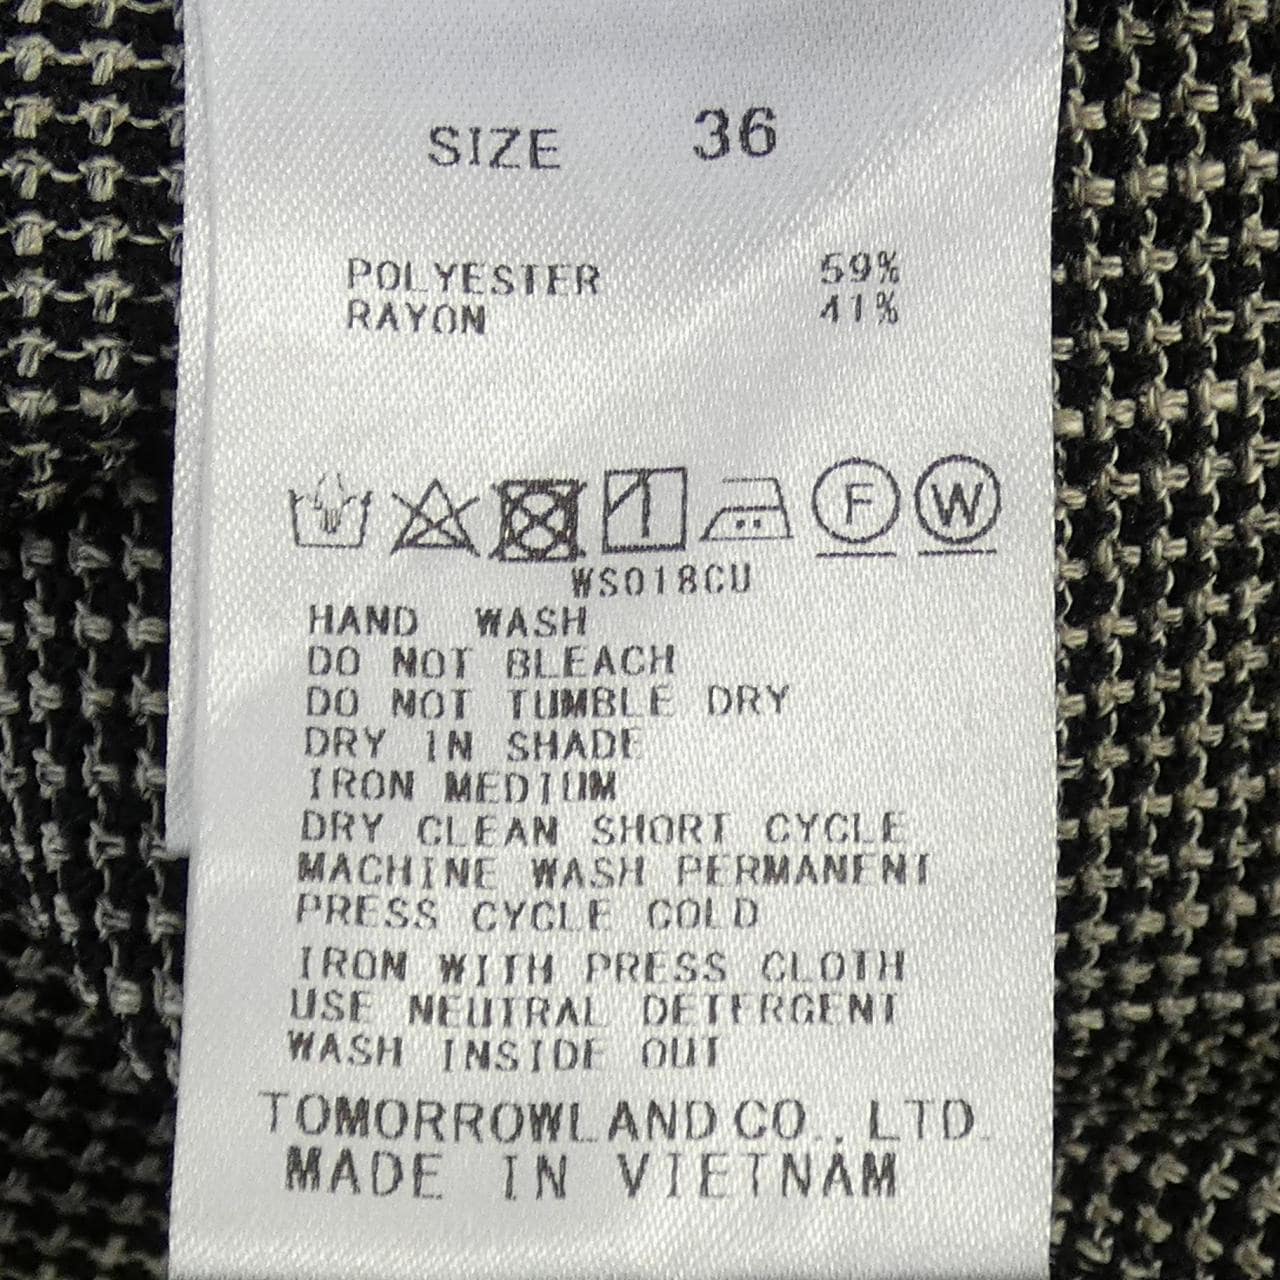 SIZE 36
POLYESTER 59%
RAYON 41%
F W
WS018CU
HAND WASH
DO NOT BLEACH
DO NOT TUMBLE DRY
DRY IN SHADE
IRON MEDIUM
DRY CLEAN SHORT CYCLE
MACHINE WASH PERMANENT
PRESS CYCLE COLD
IRON WITH PRESS CLOTH
USE NEUTRAL DETERGENT
WASH INSIDE OUT
TOMORROWLAND CO., LTD.
MADE IN VIETNAM